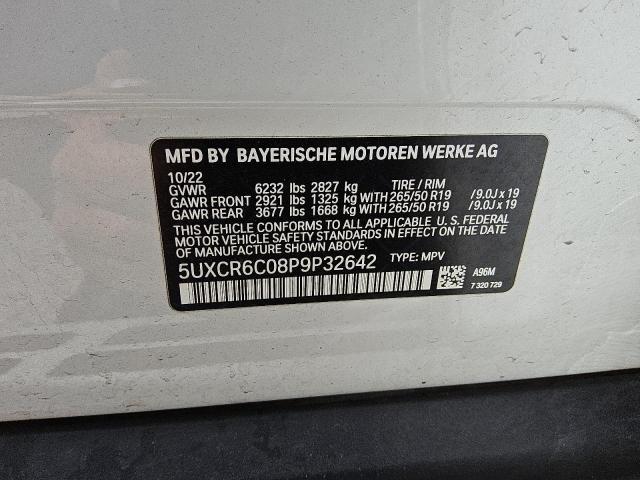 MFD BY BAYERISCHE MOTOREN WERKE AG
10/22
GVWR 6232 lbs 2827 kg TIRE / RIM
GAWR FRONT 2921 lbs 1325 kg WITH 265/50 R19 /9.0J x 19
GAWR REAR 3677 lbs 1668 kg WITH 265/50 R19 /9.0J x 19
THIS VEHICLE CONFORMS TO ALL APPLICABLE U. S. FEDERAL
MOTOR VEHICLE SAFETY STANDARDS IN EFFECT ON THE DATE
OF MANUFACTURE SHOWN ABOVE.
5UXCR6C08P9P32642 TYPE: MPV
A96M
7 320 729